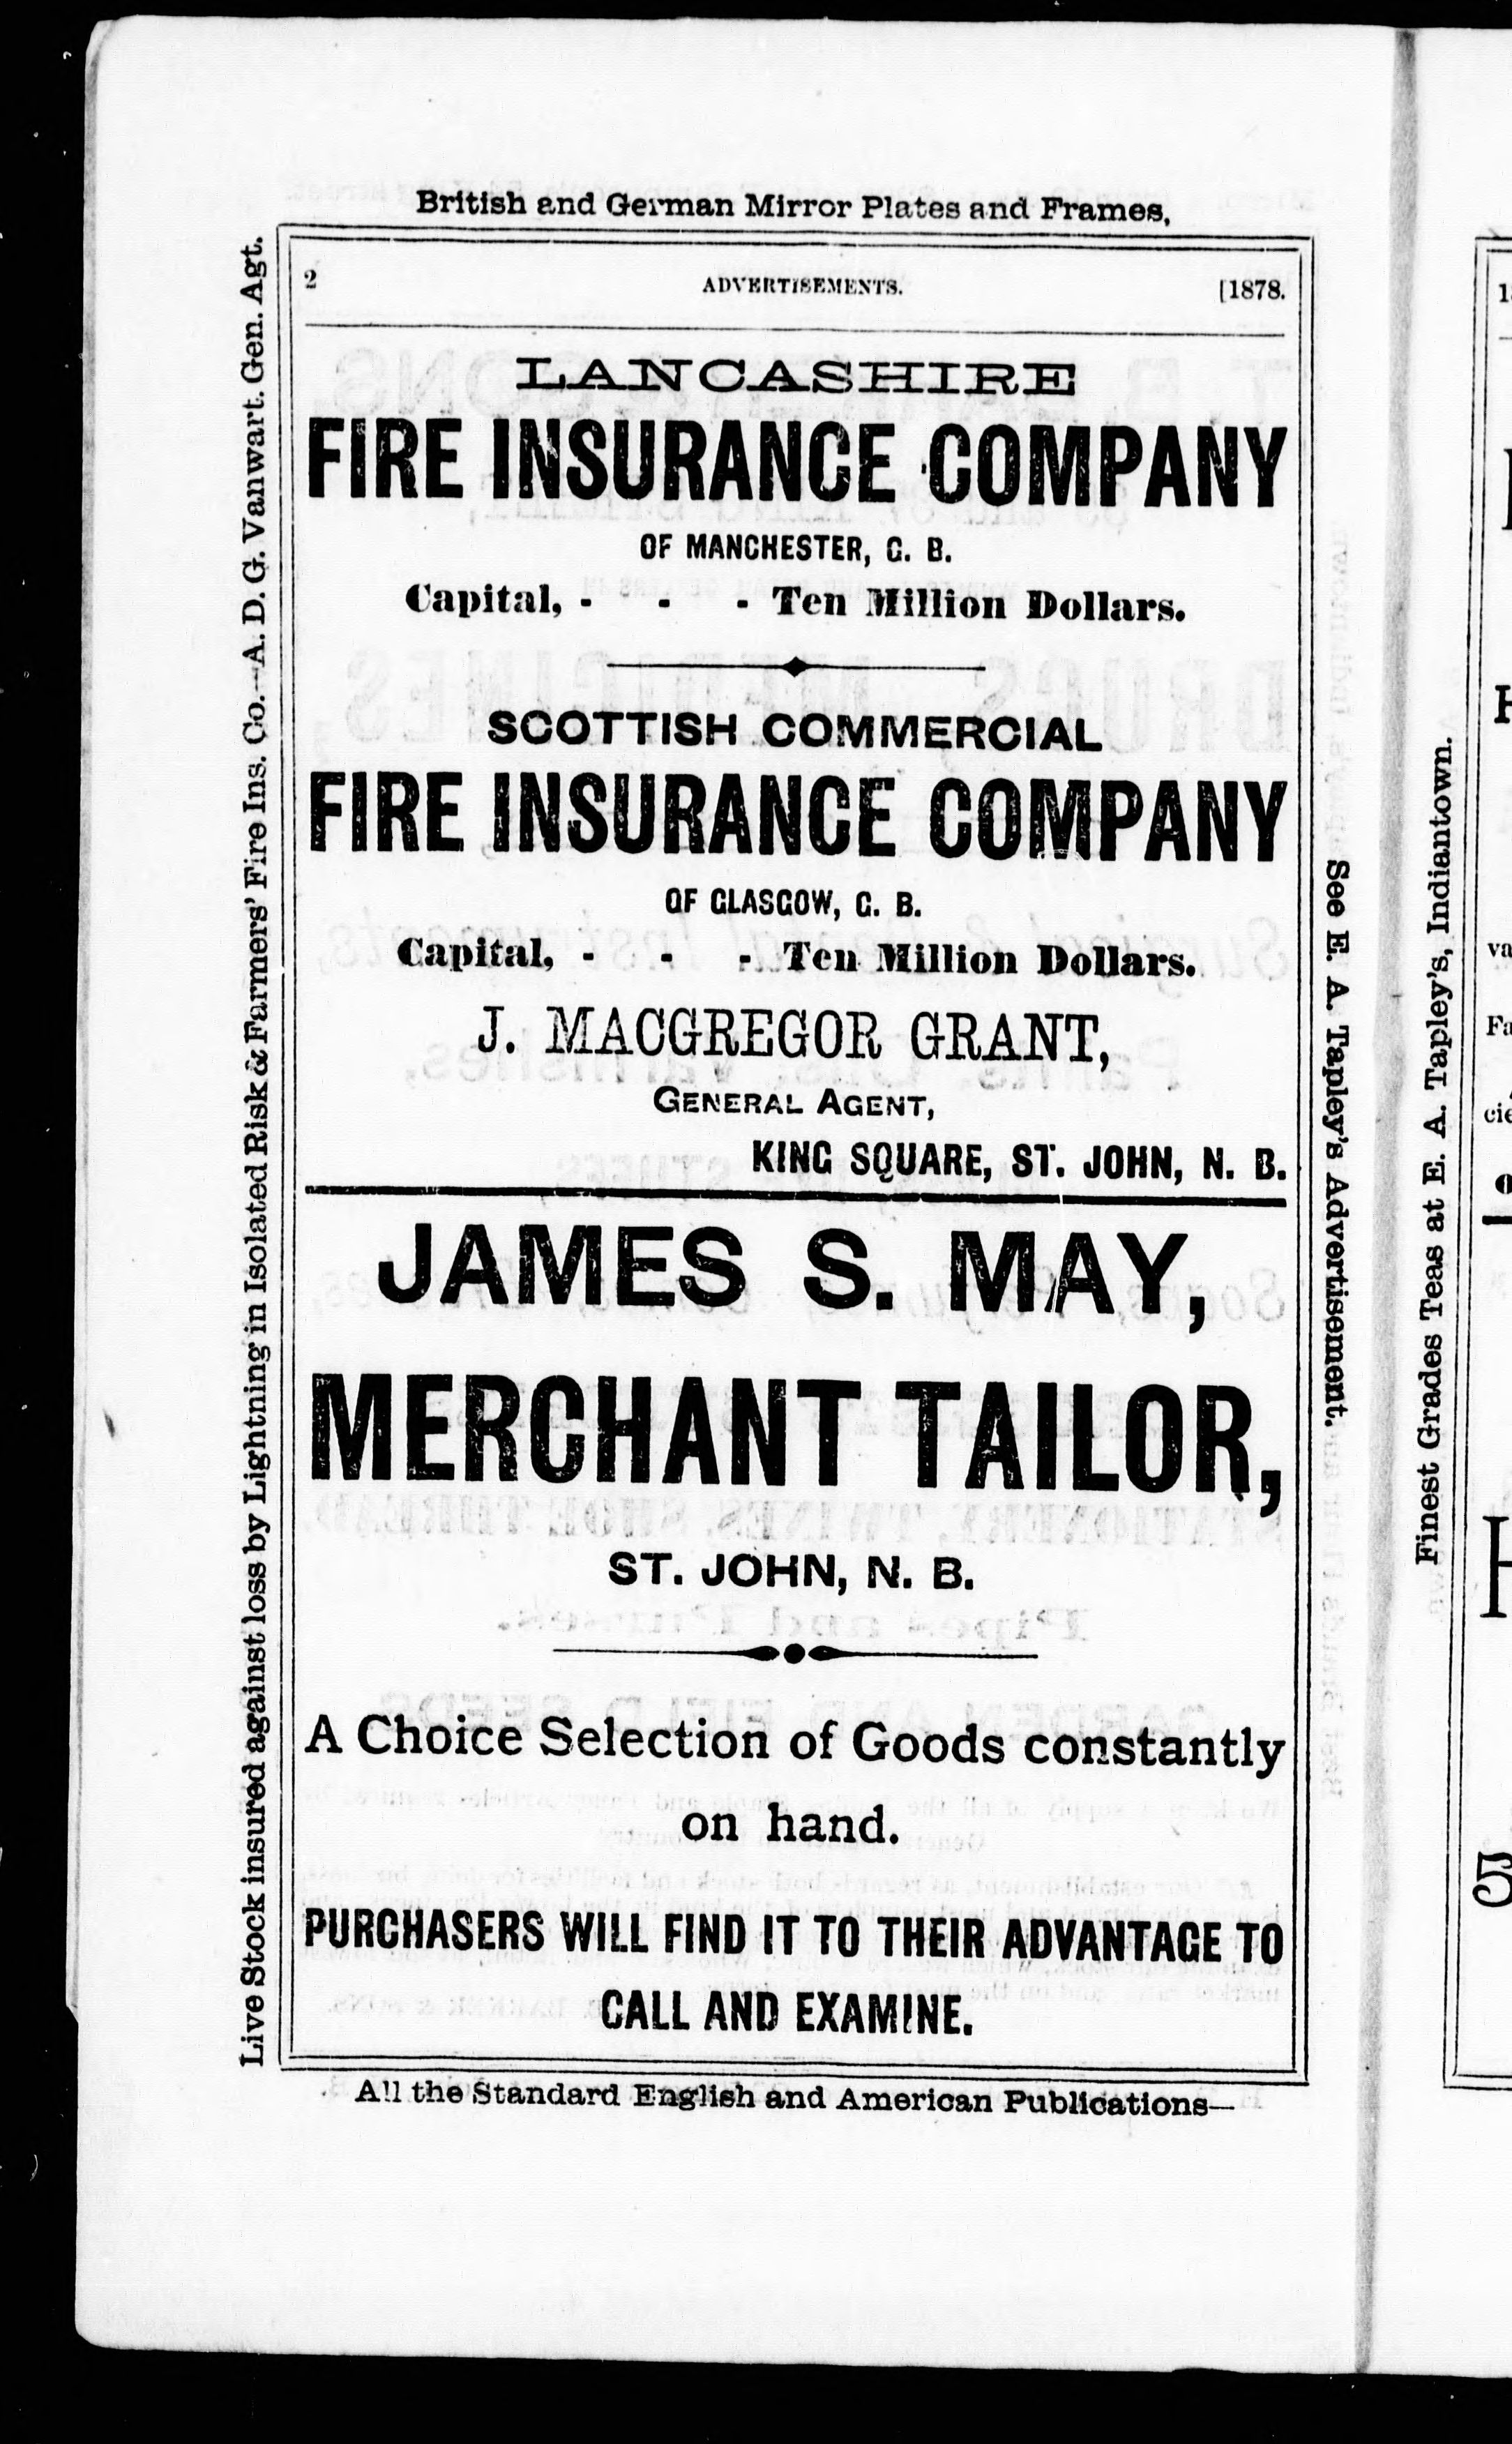 British and German Mirror Plates and Frames,
2 ADVERTISEMENTS. [1878.
LANCASHIRE
FIRE INSURANCE COMPANY
OF MANCHESTER, G. B.
Capital, - - - Ten Million Dollars.
SCOTTISH COMMERCIAL
FIRE INSURANCE COMPANY
OF GLASGOW, G. B.
Capital, - - - Ten Million Dollars.
J. MACGREGOR GRANT,
GENERAL AGENT,
KING SQUARE, ST. JOHN, N. B.
JAMES S. MAY,
MERCHANT TAILOR,
ST. JOHN, N. B.
A Choice Selection of Goods constantly
on hand.
PURCHASERS WILL FIND IT TO THEIR ADVANTAGE TO
CALL AND EXAMINE.
All the Standard English and American Publications—
Live Stock insured against loss by Lightning in Isolated Risk & Farmers' Fire Ins. Co.—A. D. G. Vanwart. Gen. Agt.
See E. A. Tapley's Advertisement.
Finest Grades Teas at E. A. Tapley's, Indiantown.